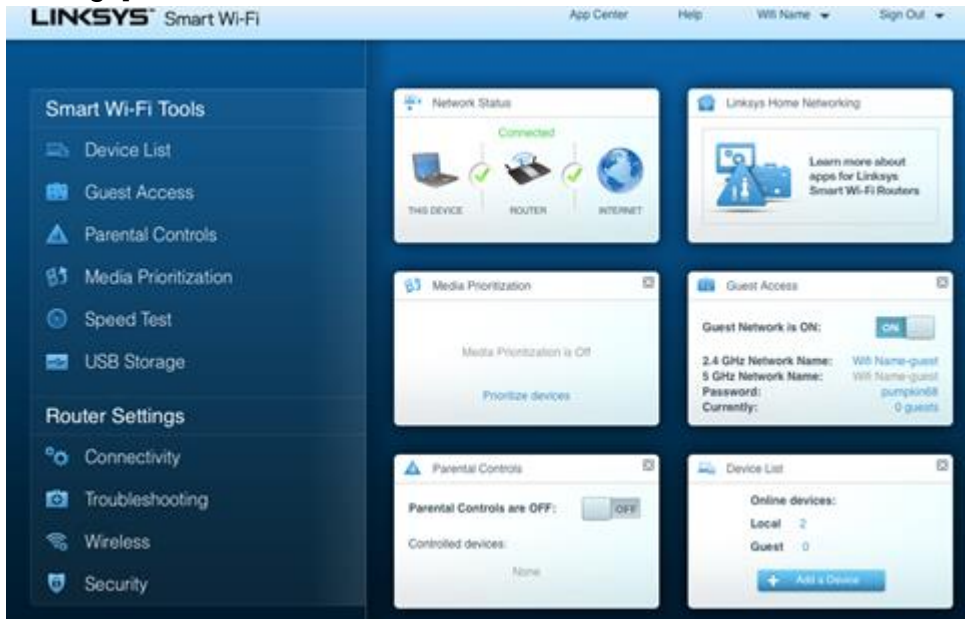 LINKSYS® Smart Wi-Fi
App Center
Help
Wifi Name
Sign Out
Smart Wi-Fi Tools
Device List
Guest Access
Parental Controls
Media Prioritization
Speed Test
USB Storage
Router Settings
Connectivity
Troubleshooting
Wireless
Security
Network Status
Connected
THIS DEVICE
ROUTER
INTERNET
Linksys Home Networking
Learn more about
apps for Linksys
Smart Wi-Fi Routers
Media Prioritization
Media Prioritization is Off
Prioritize devices
Guest Access
Guest Network is ON:
ON
2.4 GHz Network Name: Wifi Name-guest
5 GHz Network Name: Wifi Name-guest
Password: pumpkin68
Currently: 0 guests
Parental Controls
Parental Controls are OFF:
OFF
Controlled devices:
None
Device List
Online devices:
Local 2
Guest 0
+ Add a Device